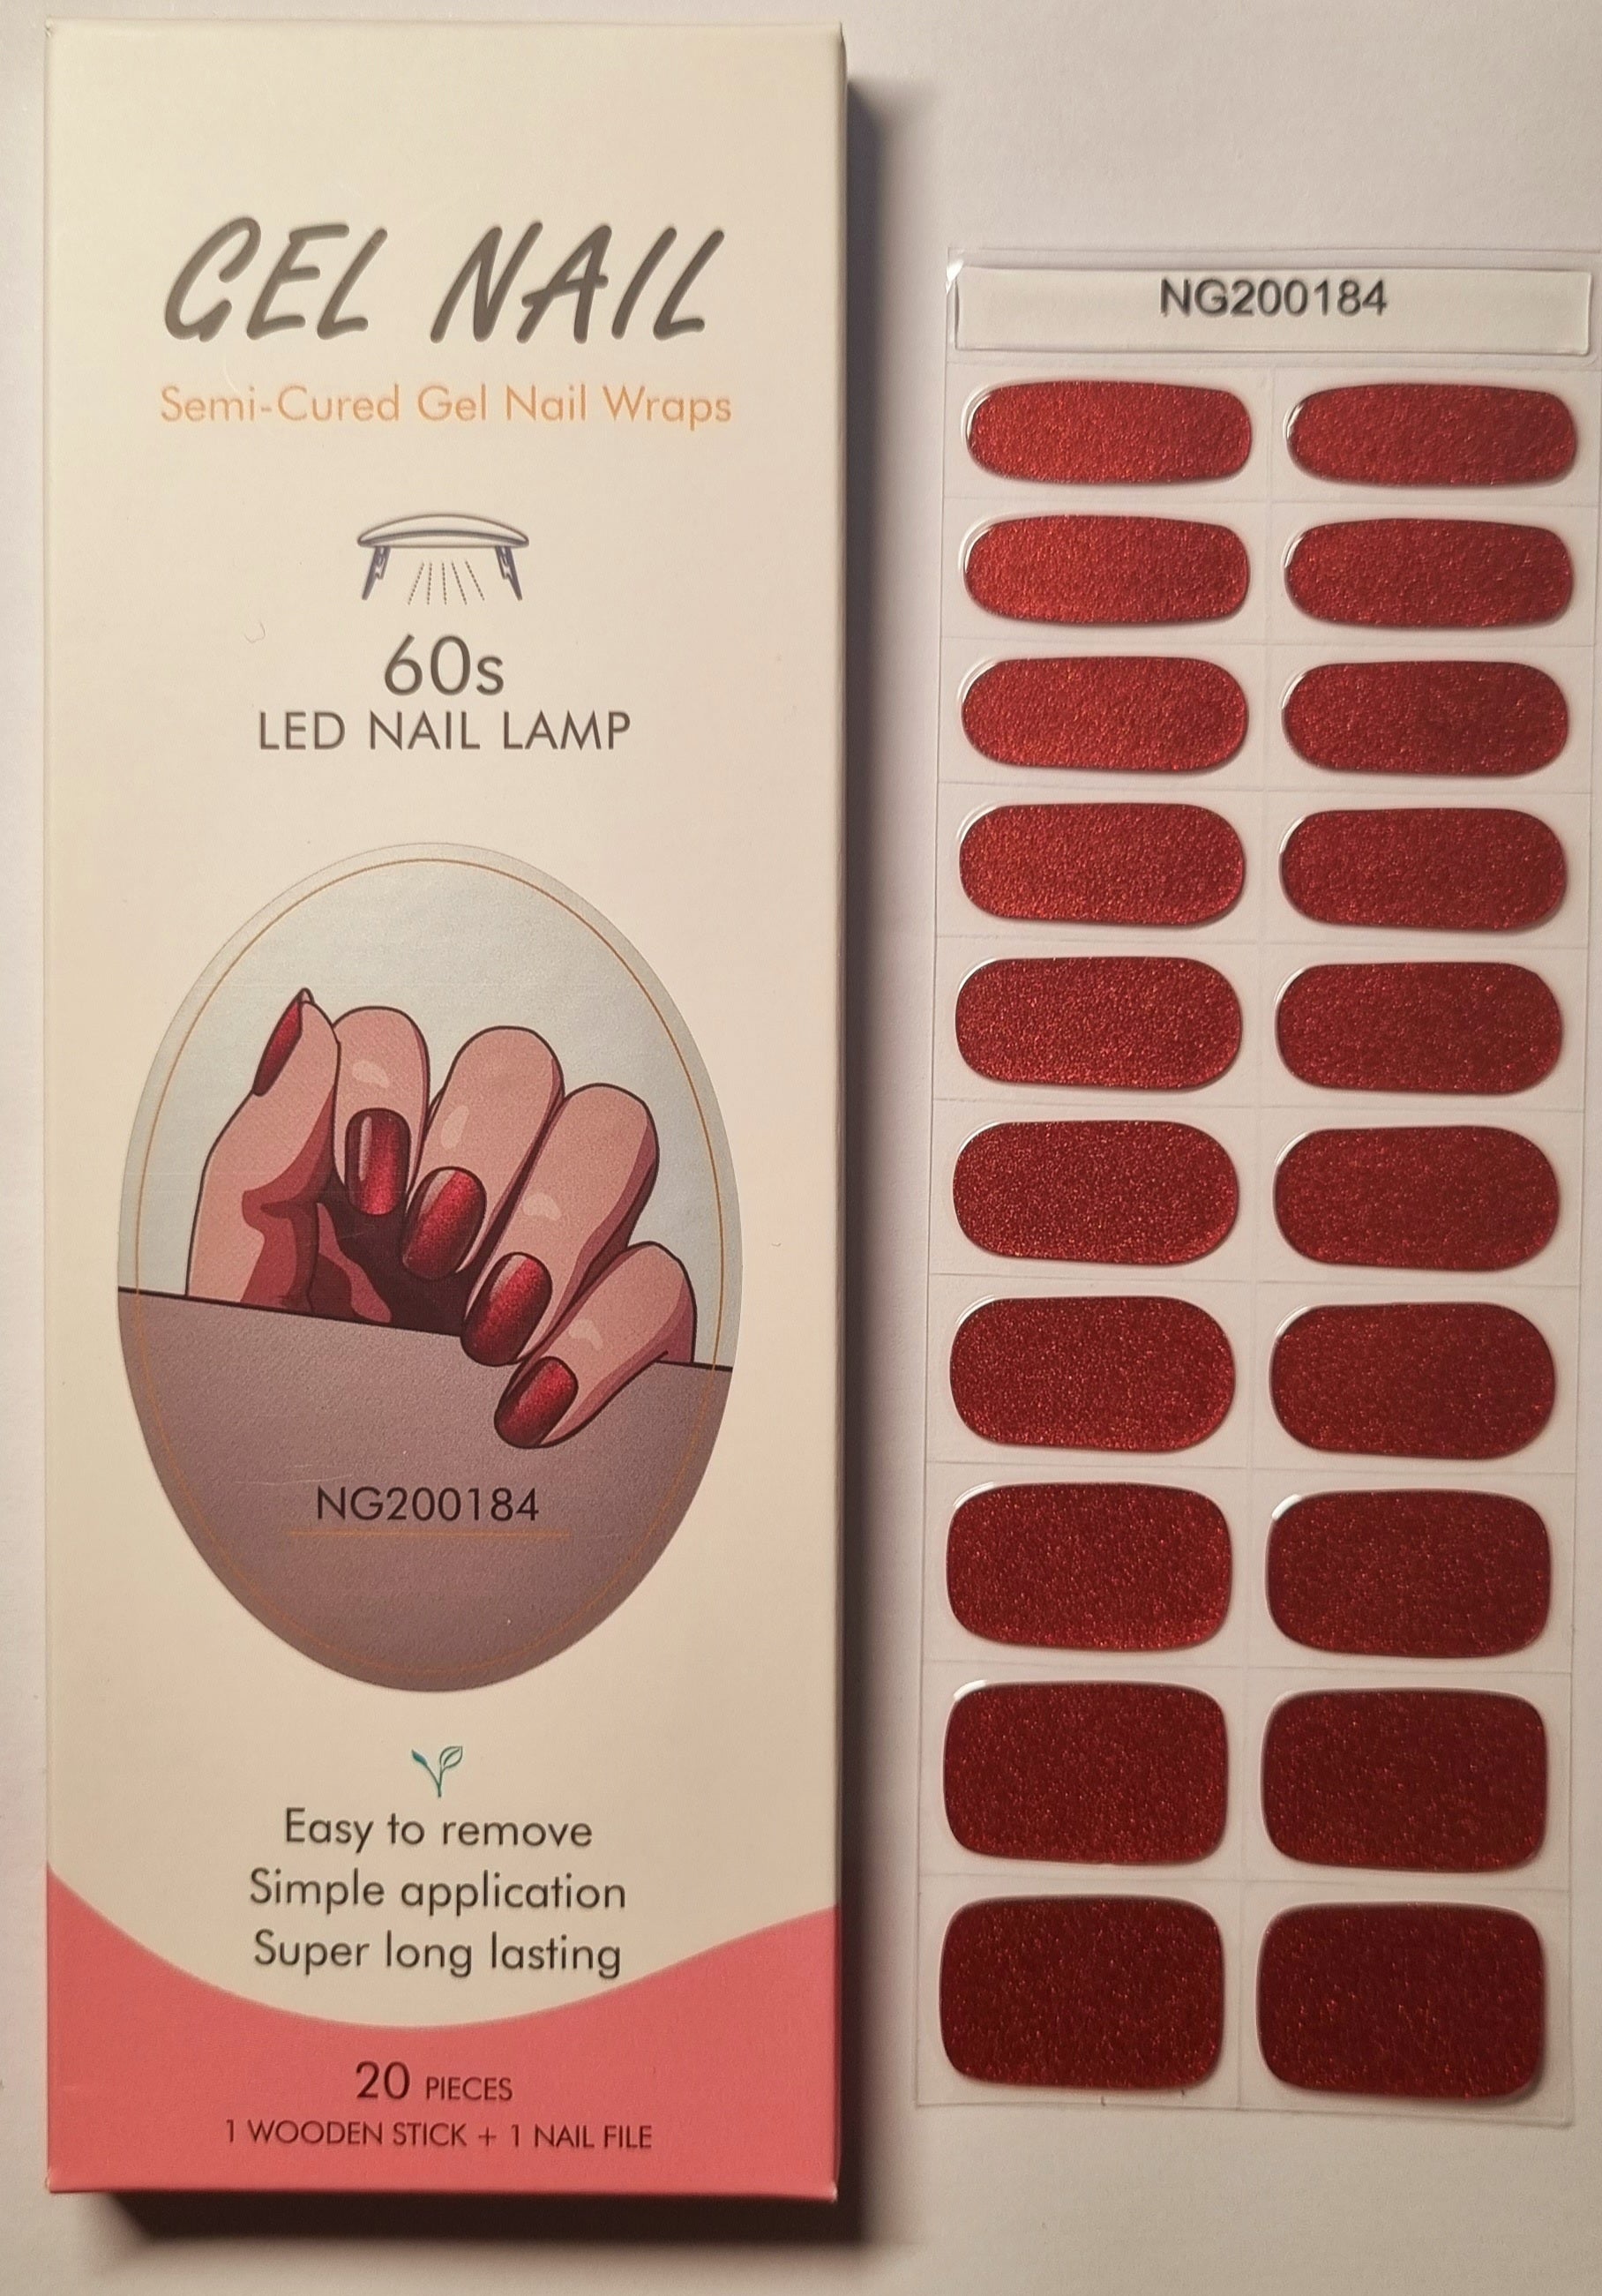 GEL NAIL
Semi-Cured Gel Nail Wraps
60s
LED NAIL LAMP
NG200184
Easy to remove
Simple application
Super long lasting
20 PIECES
1 WOODEN STICK + 1 NAIL FILE
NG200184